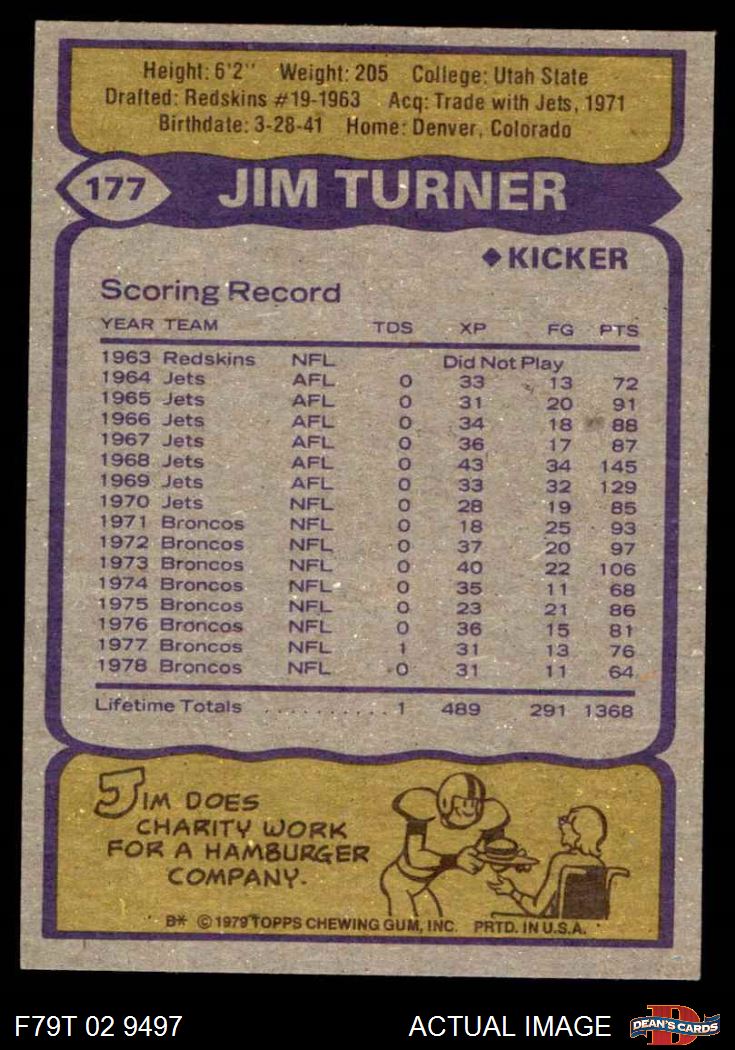 Height: 6'2" Weight: 205 College: Utah State
Drafted: Redskins #19-1963 Acq: Trade with Jets, 1971
Birthdate: 3-28-41 Home: Denver, Colorado
177 JIM TURNER
◆ KICKER
Scoring Record
YEAR TEAM TDS XP FG PTS
1963 Redskins NFL Did Not Play
1964 Jets AFL 0 33 13 72
1965 Jets AFL 0 31 20 91
1966 Jets AFL 0 34 18 88
1967 Jets AFL 0 36 17 87
1968 Jets AFL 0 43 34 145
1969 Jets AFL 0 33 32 129
1970 Jets NFL 0 28 19 85
1971 Broncos NFL 0 18 25 93
1972 Broncos NFL 0 37 20 97
1973 Broncos NFL 0 40 22 106
1974 Broncos NFL 0 35 11 68
1975 Broncos NFL 0 23 21 86
1976 Broncos NFL 0 36 15 81
1977 Broncos NFL 1 31 13 76
1978 Broncos NFL 0 31 11 64
Lifetime Totals . . . . . . . . . . 1 489 291 1368
JIM DOES
CHARITY WORK
FOR A HAMBURGER
COMPANY.
B* © 1979 TOPPS CHEWING GUM, INC. PRTD. IN U.S.A.
F79T 02 9497 ACTUAL IMAGE D DEAN'S CARDS